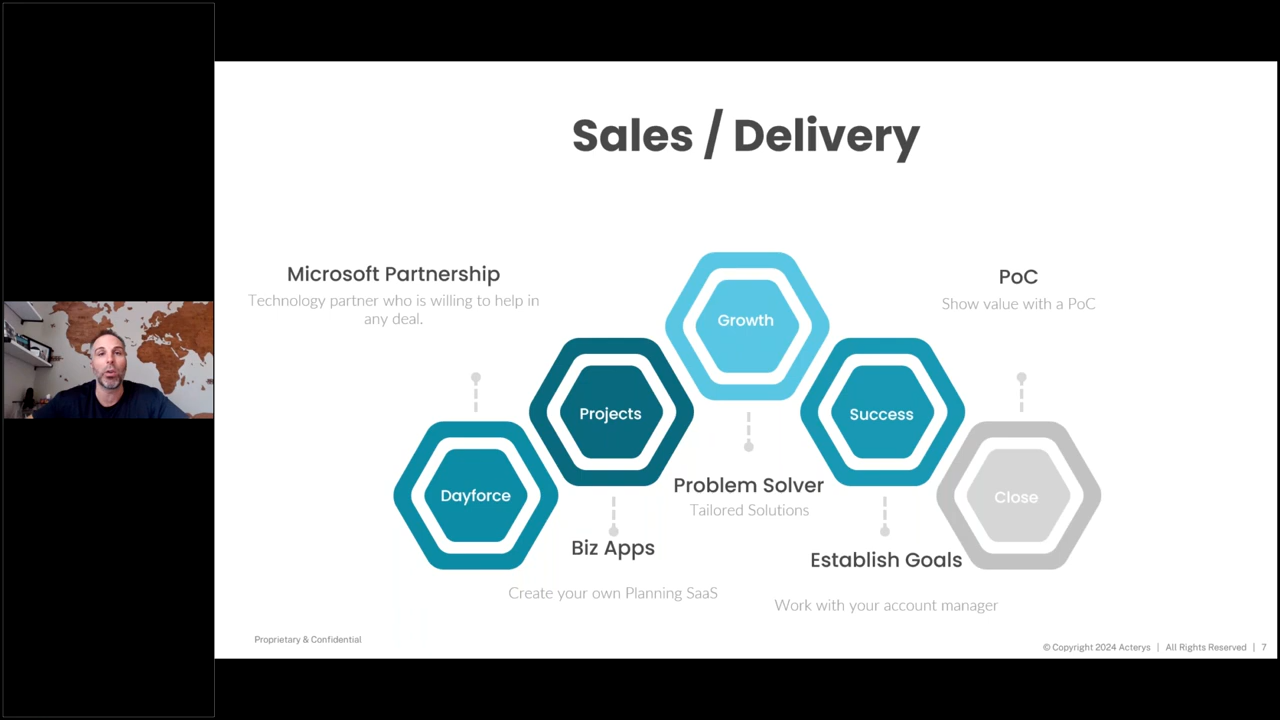 Sales / Delivery
Microsoft Partnership
Technology partner who is willing to help in
any deal.
PoC
Show value with a PoC
Growth
Projects
Success
Dayforce
Close
Problem Solver
Tailored Solutions
Biz Apps
Create your own Planning SaaS
Establish Goals
Work with your account manager
Proprietary & Confidential
© Copyright 2024 Acterys | All Rights Reserved | 7